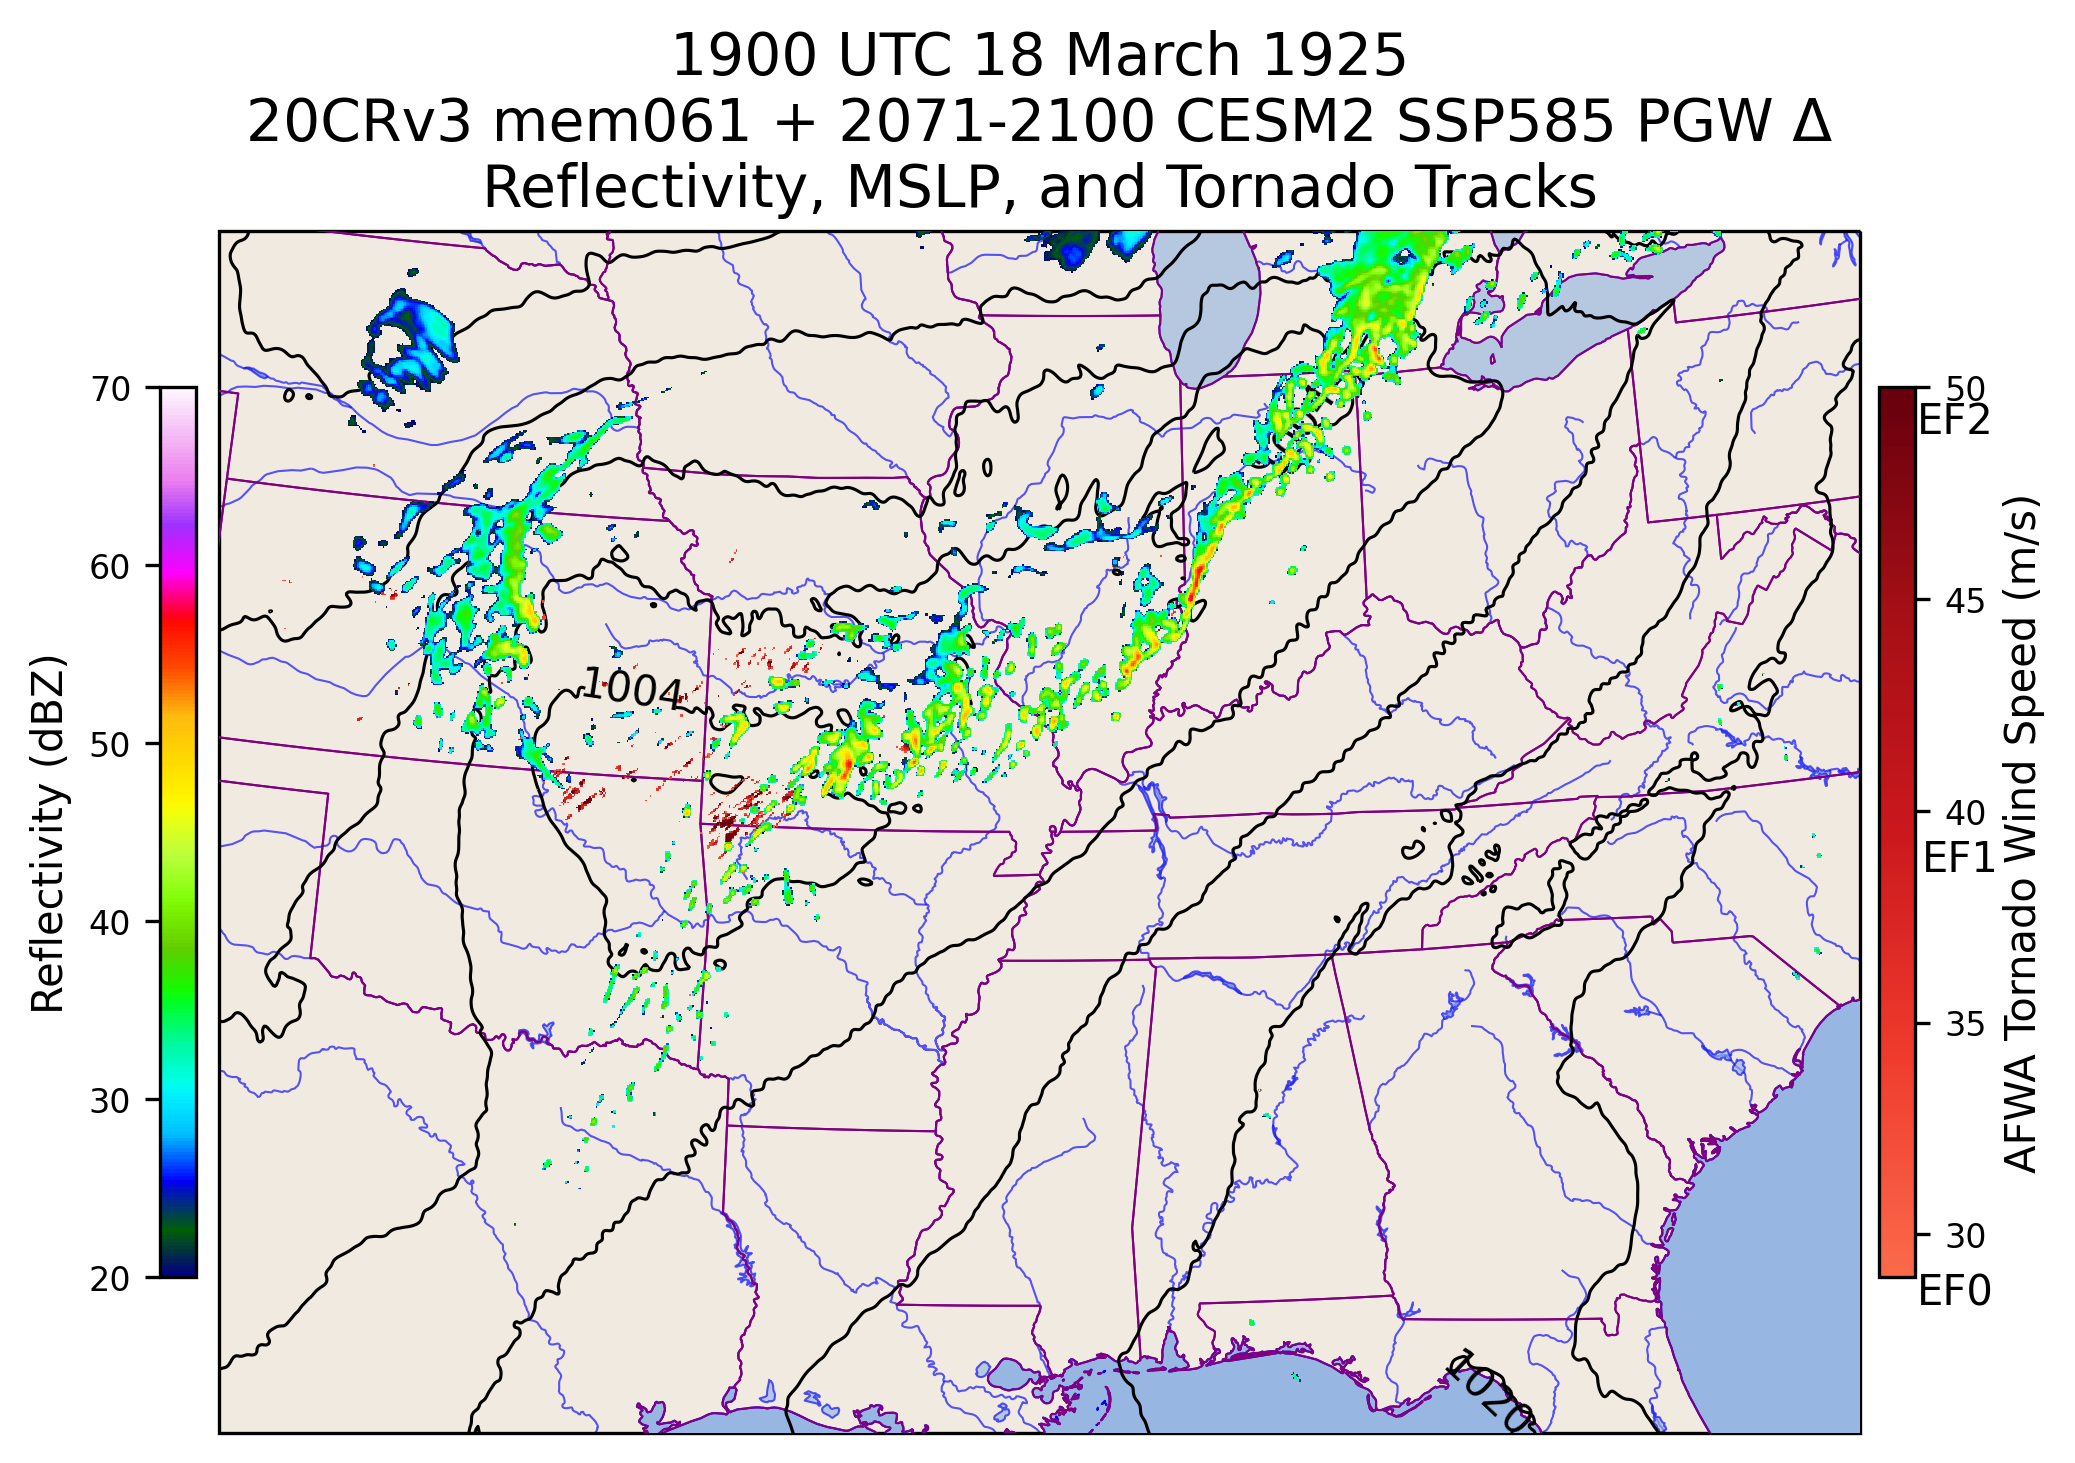 1900 UTC 18 March 1925
20CRv3 mem061 + 2071-2100 CESM2 SSP585 PGW Δ
Reflectivity, MSLP, and Tornado Tracks
70
60
50
40
30
20
Reflectivity (dBZ)
1004
1020
50
EF2
45
40
EF1
35
30
EF0
AFWA Tornado Wind Speed (m/s)